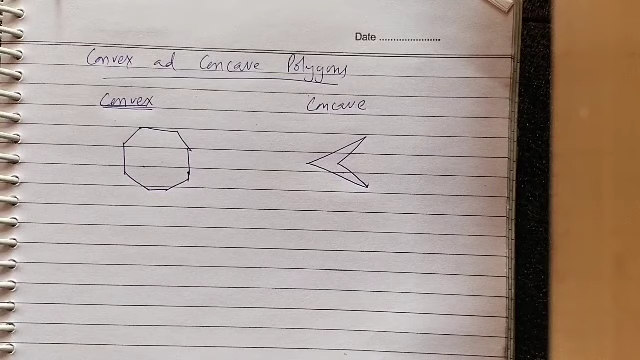 Date .....................
Convex ad Concave Polygons
Convex
Concave